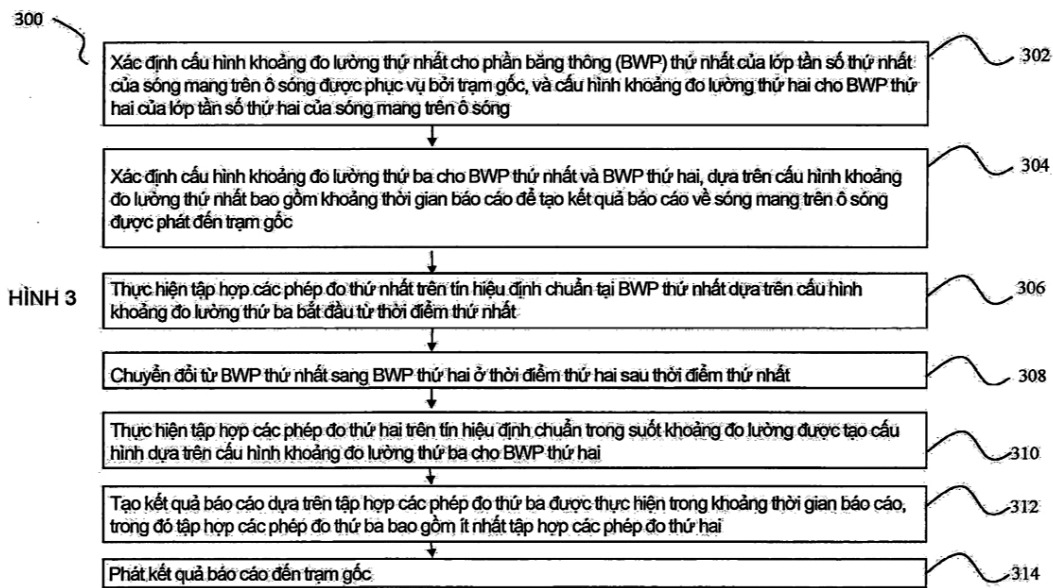 300
Xác định cấu hình khoảng đo lường thứ nhất cho phần băng thông (BWP) thứ nhất của lớp tần số thứ nhất
của sóng mang trên ô sóng được phục vụ bởi trạm gốc, và cấu hình khoảng đo lường thứ hai cho BWP thứ
hai của lớp tần số thứ hai của sóng mang trên ô sóng
302
Xác định cấu hình khoảng đo lường thứ ba cho BWP thứ nhất và BWP thứ hai, dựa trên cấu hình khoảng
đo lường thứ nhất bao gồm khoảng thời gian báo cáo để tạo kết quả báo cáo về sóng mang trên ô sóng
được phát đến trạm gốc
304
HÌNH 3
Thực hiện tập hợp các phép đo thứ nhất trên tín hiệu định chuẩn tại BWP thứ nhất dựa trên cấu hình
khoảng đo lường thứ ba bắt đầu từ thời điểm thứ nhất
306
Chuyển đổi từ BWP thứ nhất sang BWP thứ hai ở thời điểm thứ hai sau thời điểm thứ nhất
308
Thực hiện tập hợp các phép đo thứ hai trên tín hiệu định chuẩn trong suốt khoảng đo lường được tạo cấu
hình dựa trên cấu hình khoảng đo lường thứ ba cho BWP thứ hai
310
Tạo kết quả báo cáo dựa trên tập hợp các phép đo thứ ba được thực hiện trong khoảng thời gian báo cáo,
trong đó tập hợp các phép đo thứ ba bao gồm ít nhất tập hợp các phép đo thứ hai
312
Phát kết quả báo cáo đến trạm gốc
314